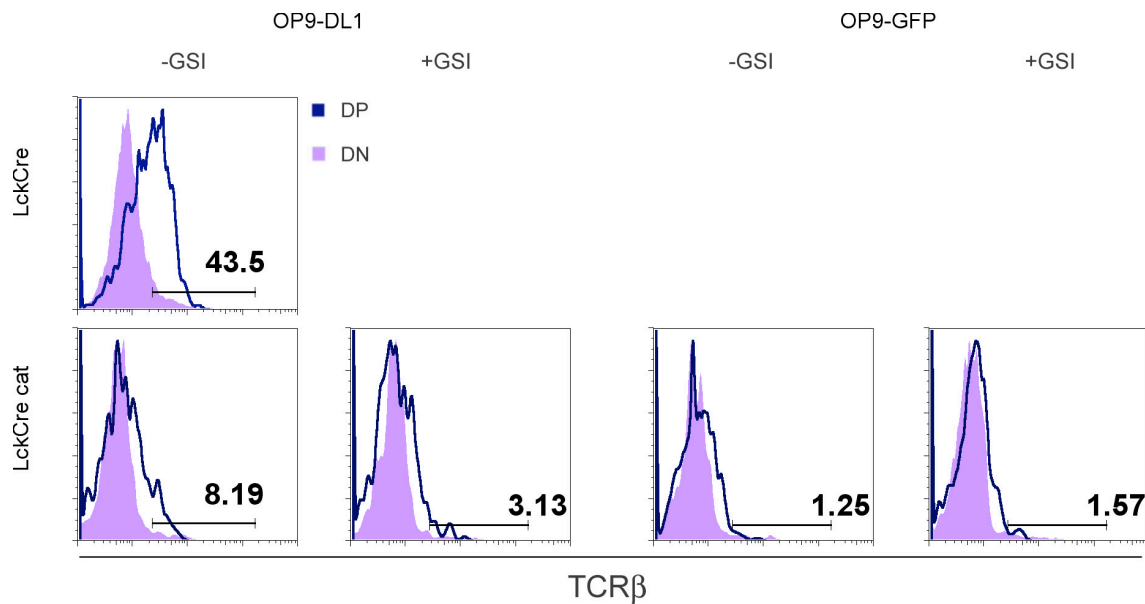 OP9-DL1 OP9-GFP
-GSI +GSI -GSI +GSI
DP
DN
LckCre
43.5
LckCre cat
8.19 3.13 1.25 1.57
TCRβ